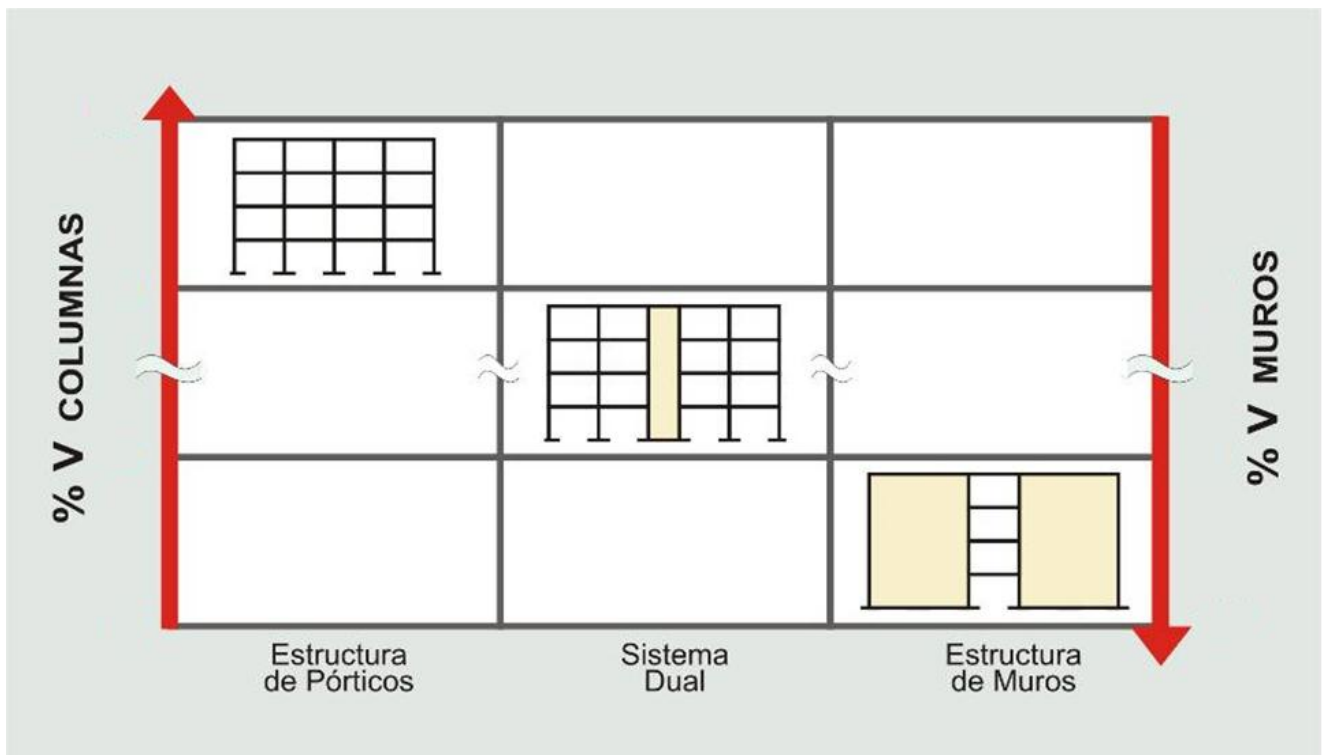 % V COLUMNAS
% V MUROS
Estructura
de Pórticos
Sistema
Dual
Estructura
de Muros